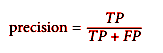 precision = TP / TP + FP